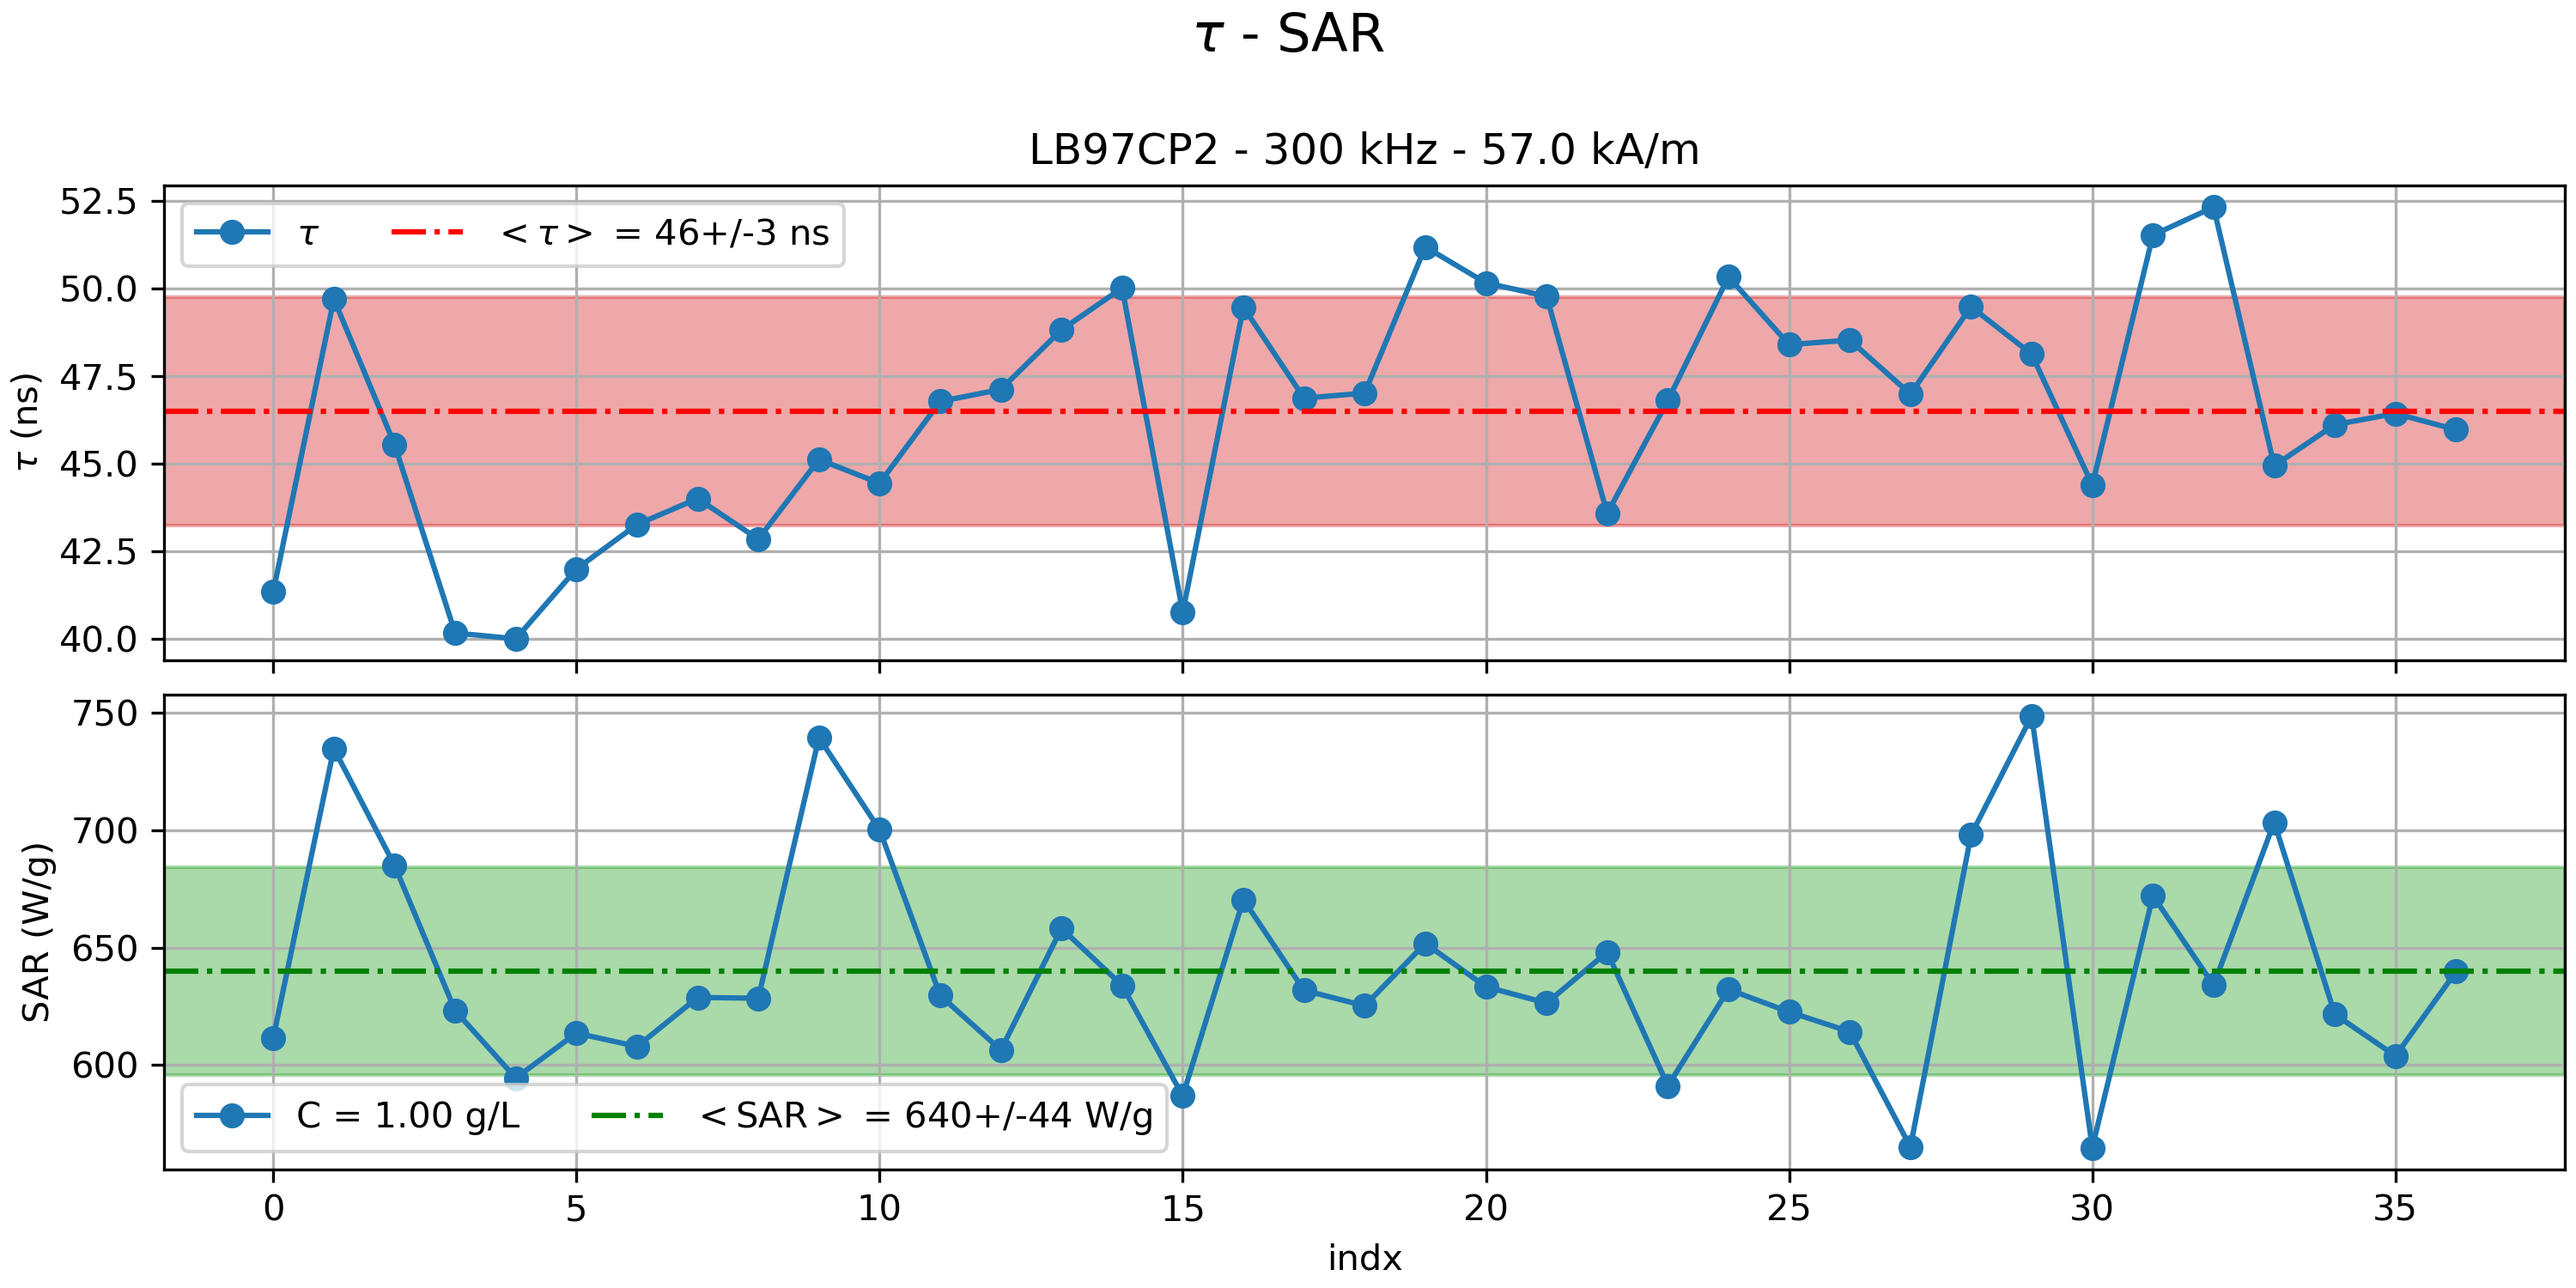 τ - SAR
LB97CP2 - 300 kHz - 57.0 kA/m
52.5
50.0
47.5
45.0
42.5
40.0
τ (ns)
τ
<τ> = 46+/-3 ns
750
700
650
600
SAR (W/g)
C = 1.00 g/L
<SAR> = 640+/-44 W/g
0 5 10 15 20 25 30 35
indx